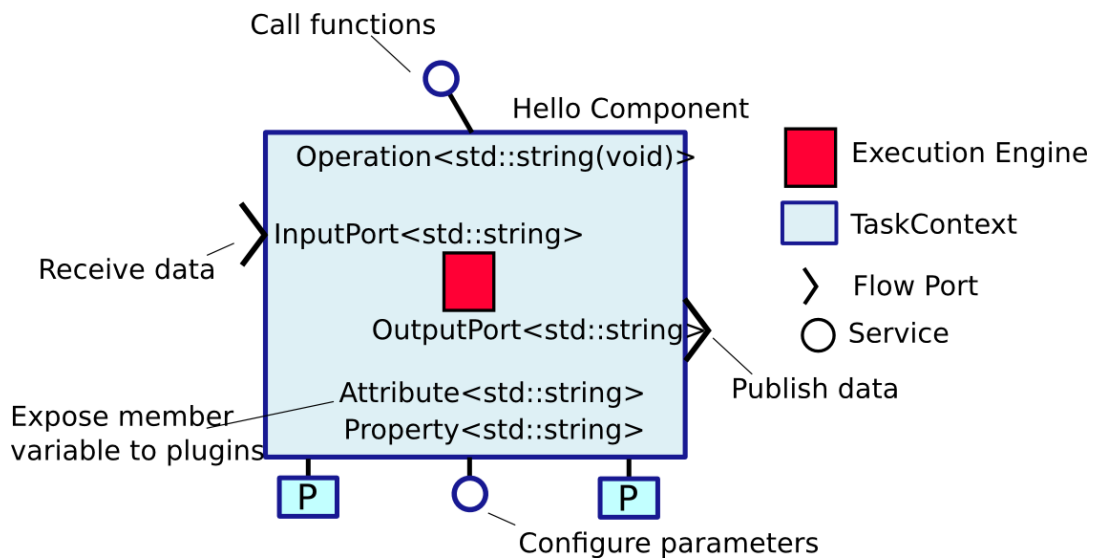 Call functions
Hello Component
Operation<std::string(void)>
Execution Engine
InputPort<std::string>
TaskContext
Receive data
Flow Port
OutputPort<std::string>
Service
Publish data
Attribute<std::string>
Expose member
variable to plugins
Property<std::string>
P
P
Configure parameters